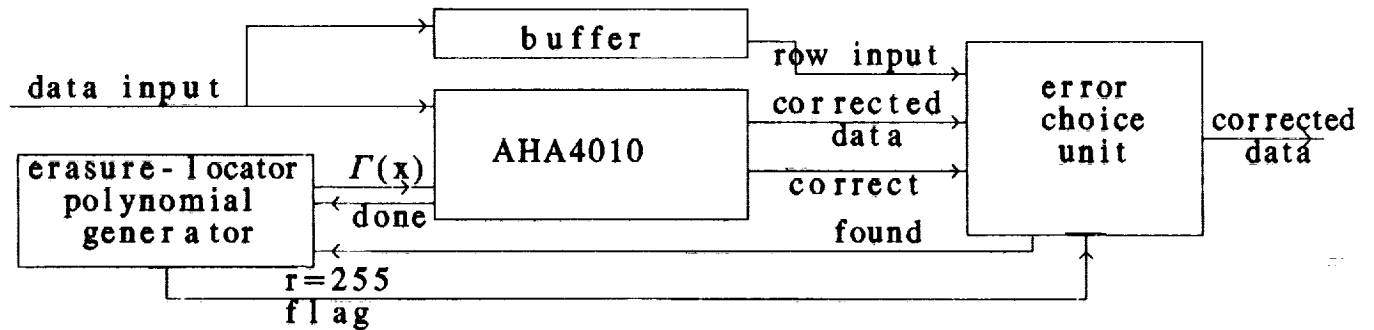 buffer
row input
data input
corrected
data
AHA4010
correct
error
choice
unit
corrected
data
erasure-locator
polynomial
generator
Γ(x)
done
found
r=255
flag